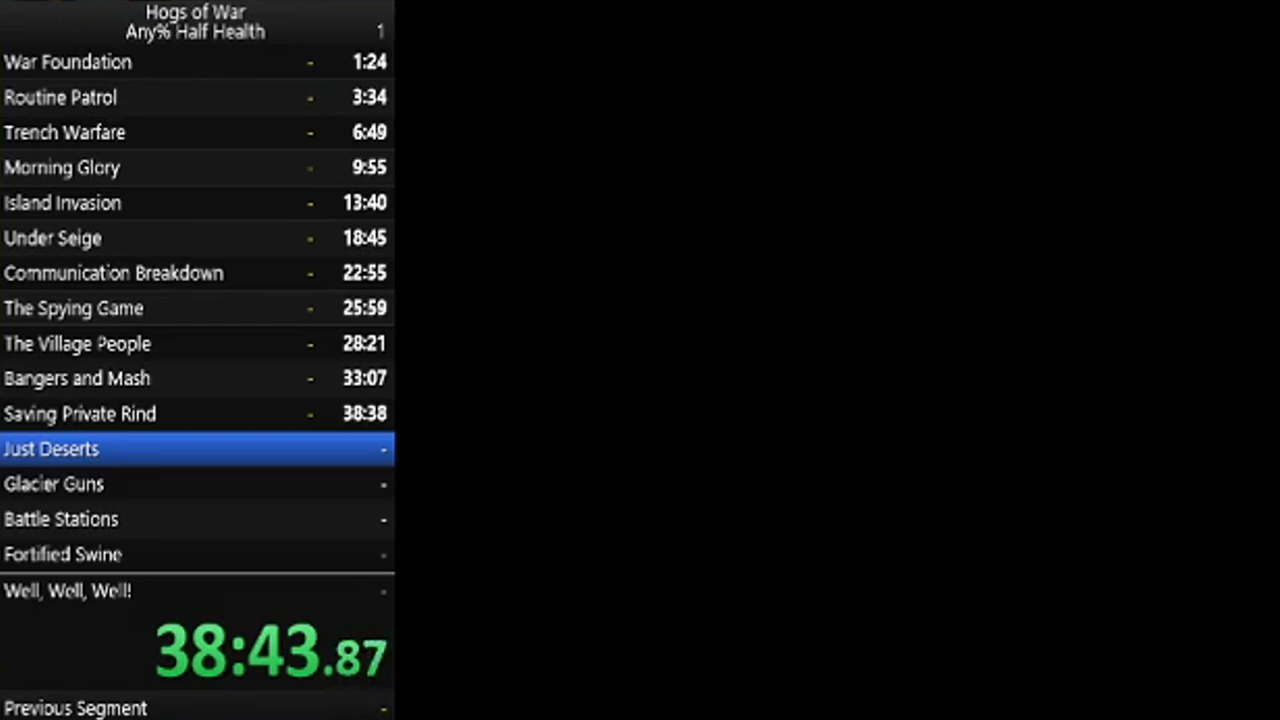 Hogs of War
Any% Half Health 1
War Foundation - 1:24
Routine Patrol - 3:34
Trench Warfare - 6:49
Morning Glory - 9:55
Island Invasion - 13:40
Under Seige - 18:45
Communication Breakdown - 22:55
The Spying Game - 25:59
The Village People - 28:21
Bangers and Mash - 33:07
Saving Private Rind - 38:38
Just Deserts -
Glacier Guns -
Battle Stations -
Fortified Swine -
Well, Well, Well! -
38:43.87
Previous Segment -